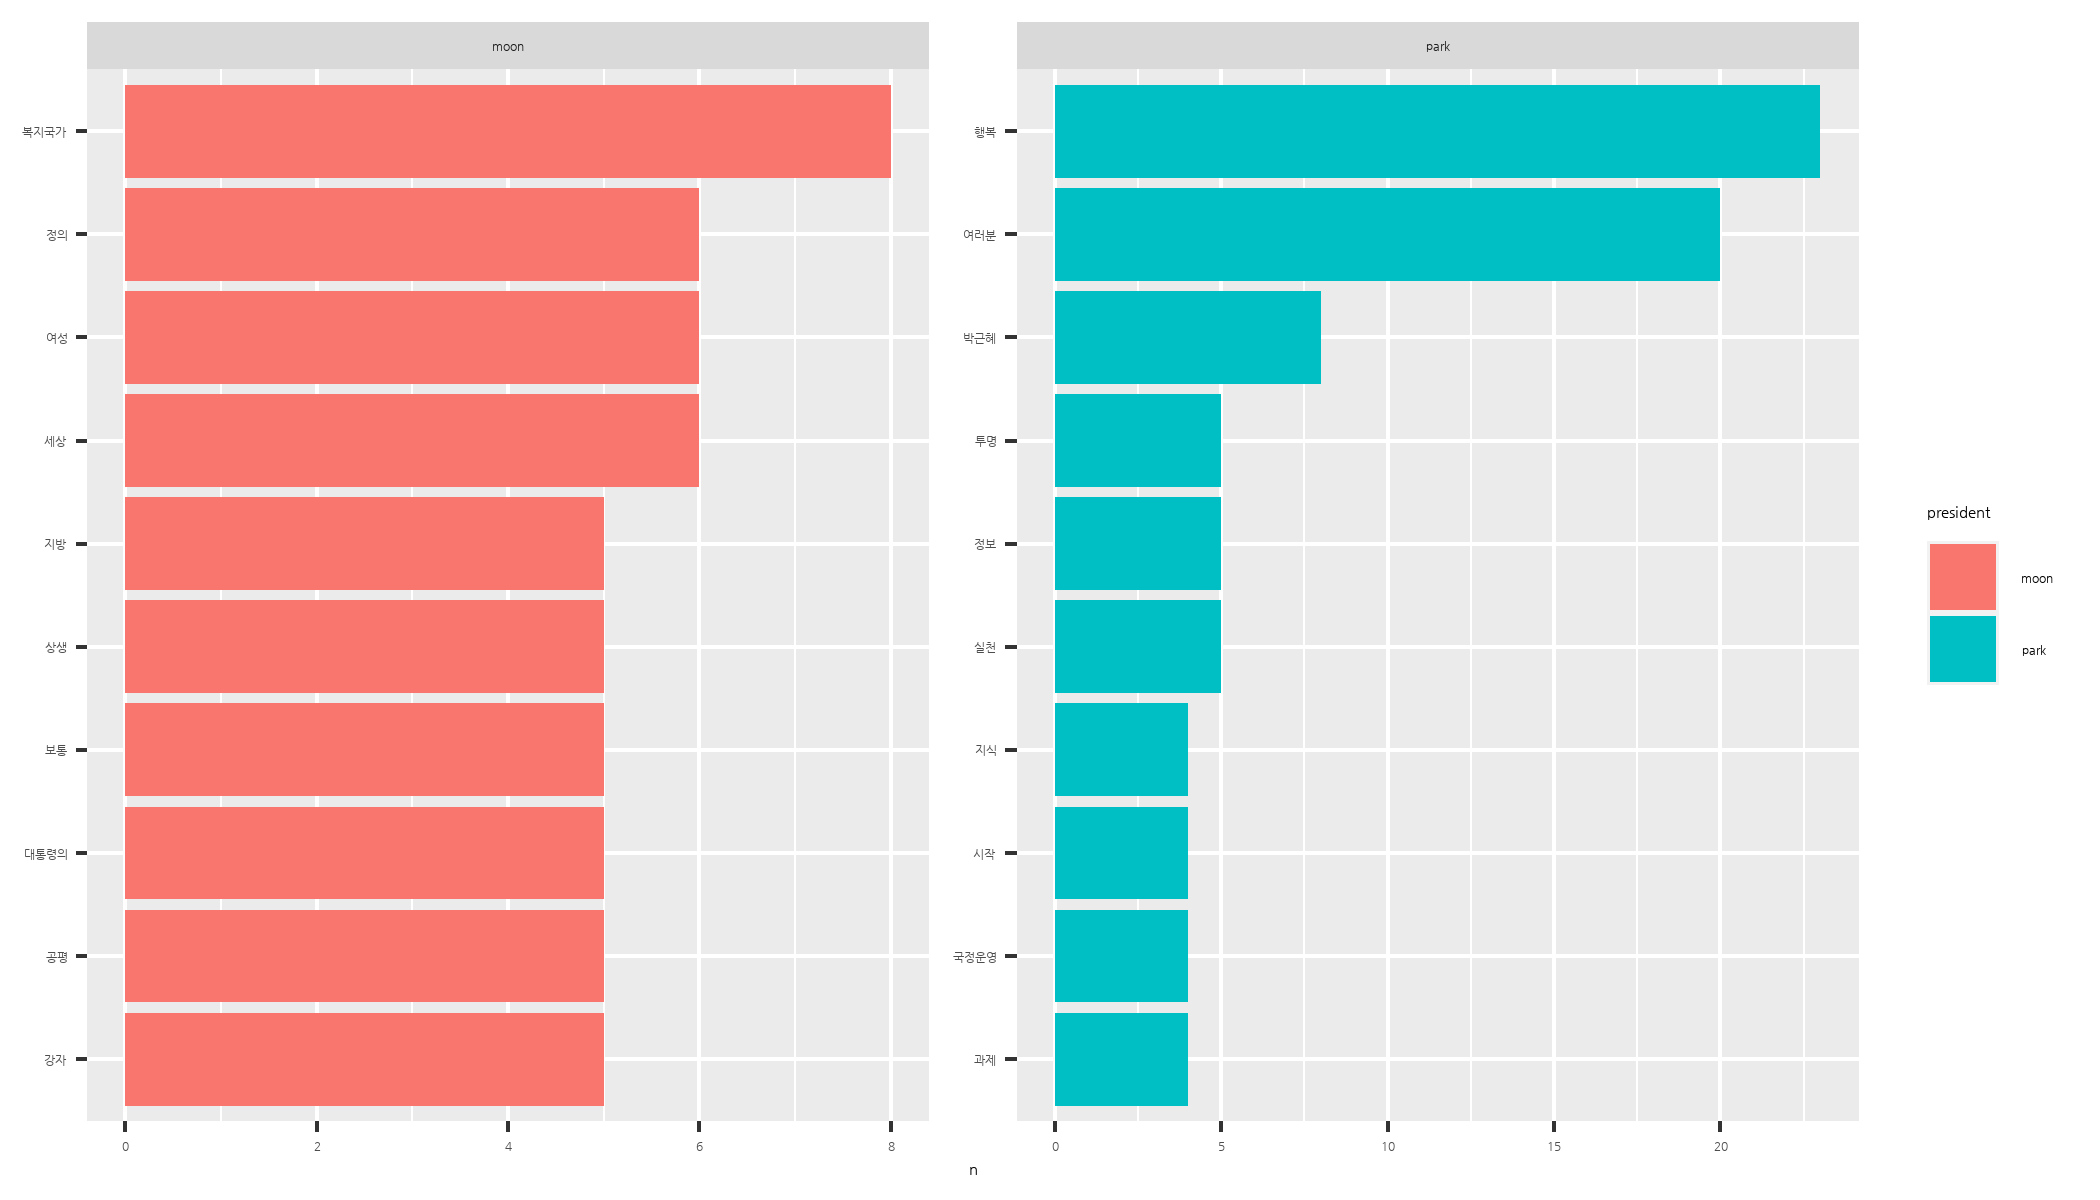 moon
복지국가
정의
여성
세상
지방
상생
보통
대통령의
공평
강자
0 2 4 6 8
park
행복
여러분
박근혜
투명
정보
실천
지식
시작
국정운영
과제
0 5 10 15 20
n
president
moon
park